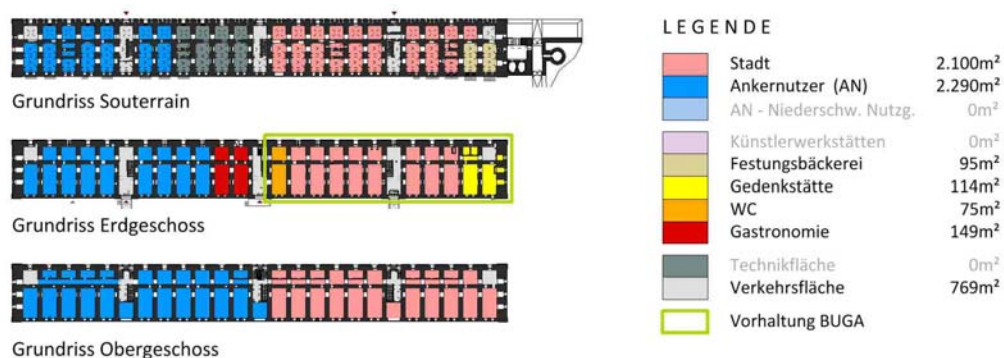 Grundriss Souterrain
Grundriss Erdgeschoss
Grundriss Obergeschoss
LEGENDE
Stadt 2.100m²
Ankernutzer (AN) 2.290m²
AN - Niederschw. Nutzg. 0m²
Künstlerwerkstätten 0m²
Festungsbäckerei 95m²
Gedenkstätte 114m²
WC 75m²
Gastronomie 149m²
Technikfläche 0m²
Verkehrsfläche 769m²
Vorhaltung BUGA